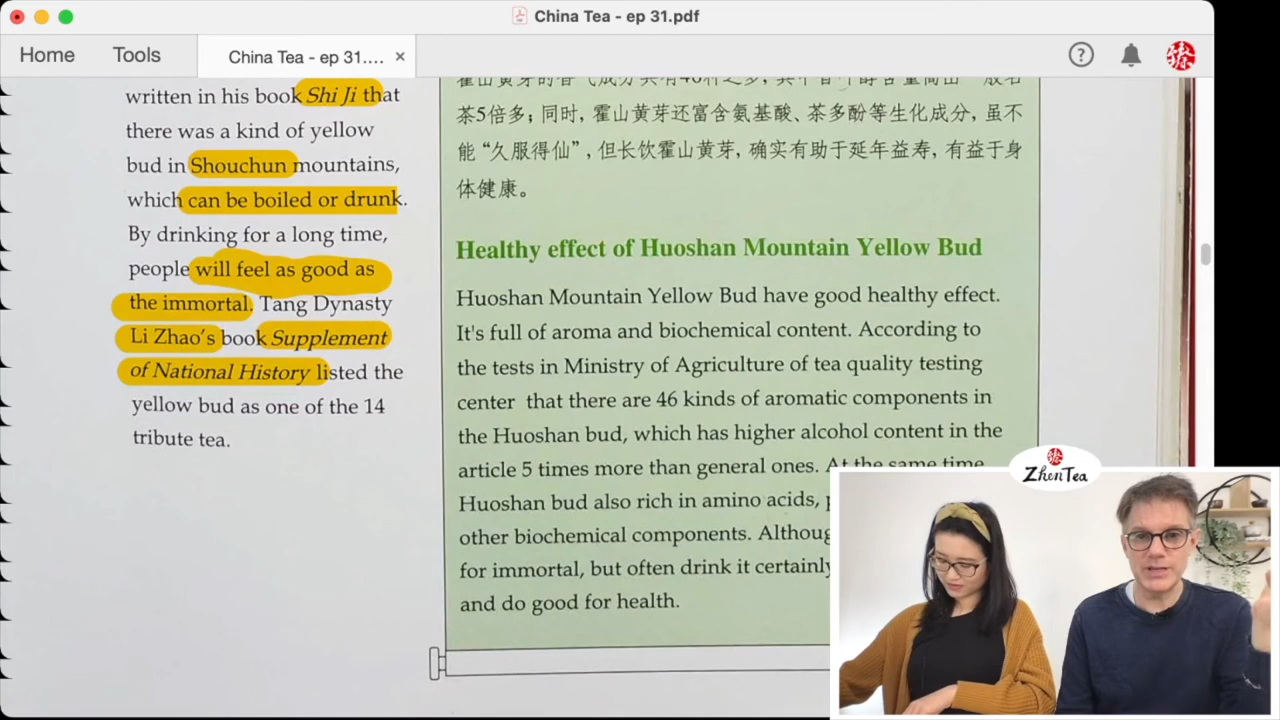 China Tea - ep 31.pdf
Home
Tools
China Tea - ep 31....
written in his book Shi Ji that
there was a kind of yellow
bud in Shouchun mountains,
which can be boiled or drunk.
By drinking for a long time,
people will feel as good as
the immortal. Tang Dynasty
Li Zhao's book Supplement
of National History listed the
yellow bud as one of the 14
tribute tea.
茶5倍多；同时，霍山黄芽还富含氨基酸、茶多酚等生化成分，虽不
能“久服得仙”，但长饮霍山黄芽，确实有助于延年益寿，有益于身
体健康。
Healthy effect of Huoshan Mountain Yellow Bud
Huoshan Mountain Yellow Bud have good healthy effect.
It's full of aroma and biochemical content. According to
the tests in Ministry of Agriculture of tea quality testing
center that there are 46 kinds of aromatic components in
the Huoshan bud, which has higher alcohol content in the
article 5 times more than general ones. At the same time
Huoshan bud also rich in amino acids,
other biochemical components.
for immortal, but often drink it certainly
and do good for health.
Zhen Tea